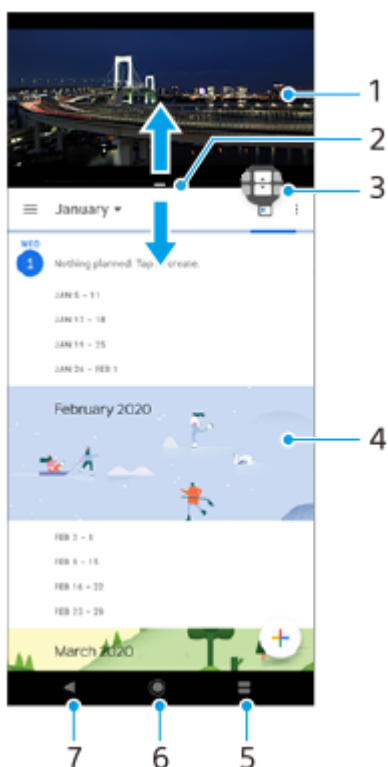 1
2
3
January
WED
1
Nothing planned. Tap to create.
JAN 5 – 11
JAN 12 – 18
JAN 19 – 25
JAN 26 – FEB 1
February 2020
4
FEB 2 – 8
FEB 9 – 15
FEB 16 – 22
FEB 23 – 29
March 2020
7
6
5